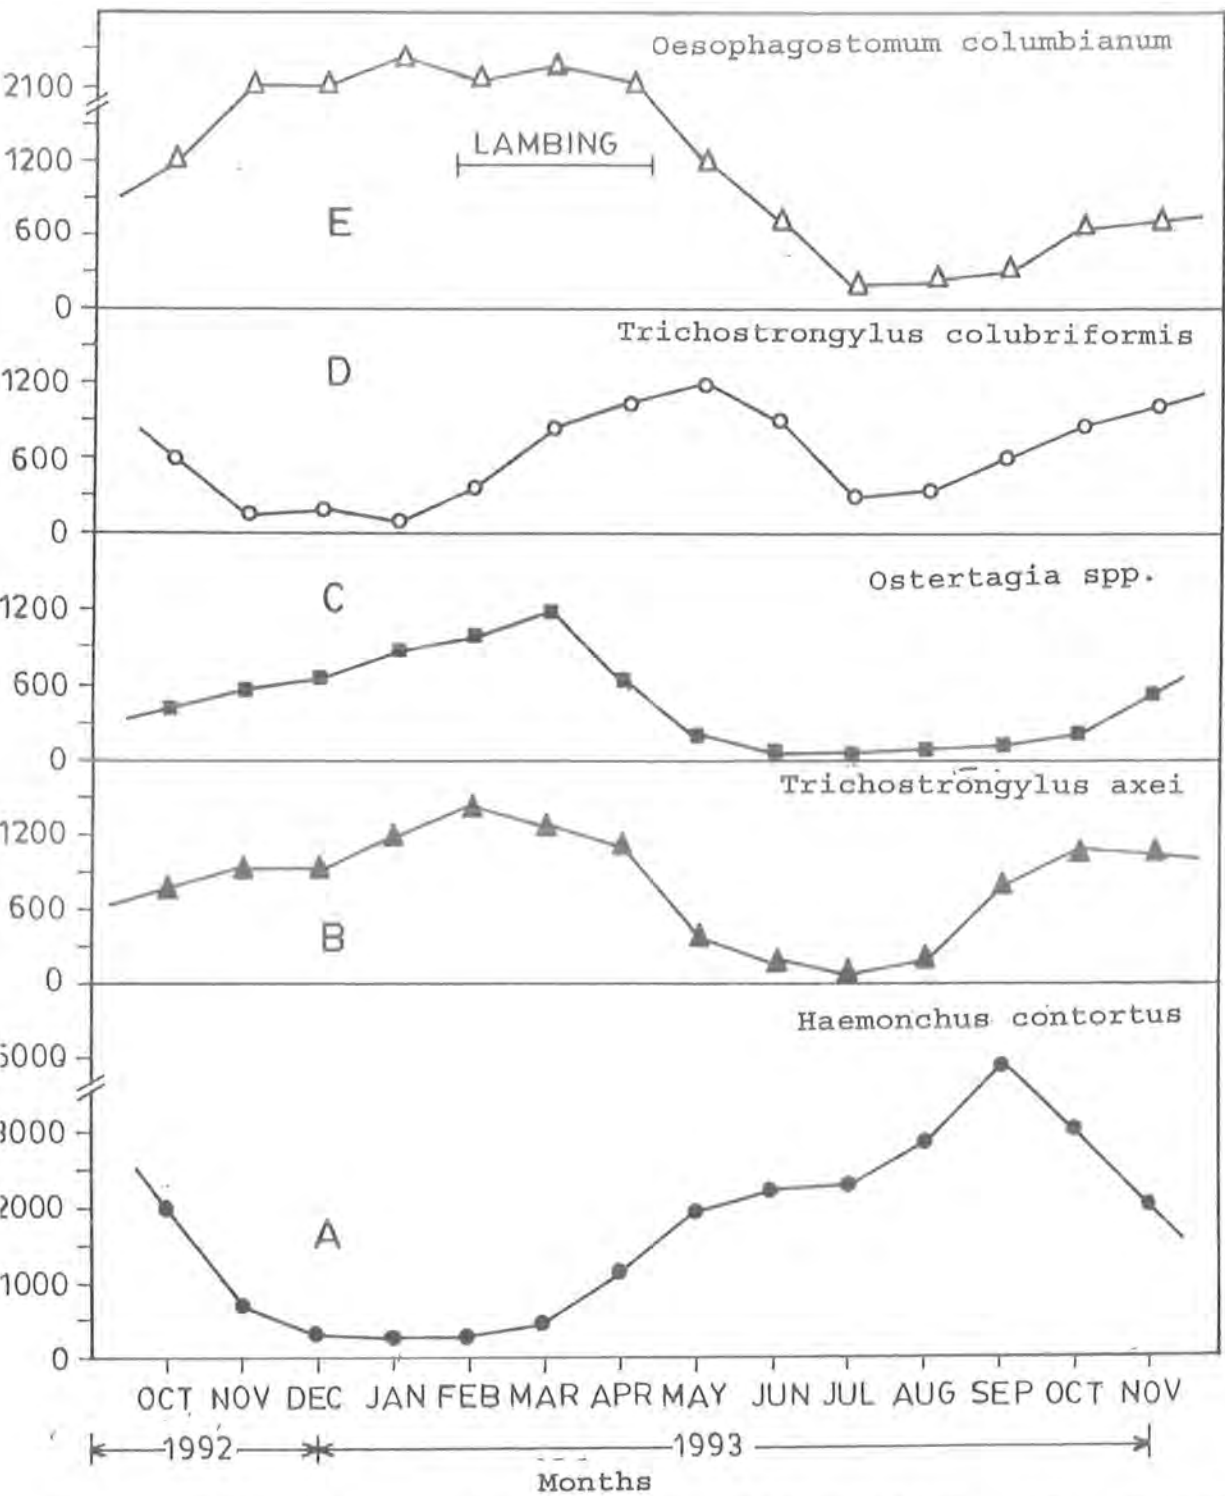 Oesophagostomum columbianum
2100
LAMBING
1200
E
600
0
Trichostrongylus colubriformis
D
1200
600
0
Ostertagia spp.
C
1200
600
0
Trichostrongylus axei
1200
600
B
0
Haemonchus contortus
5000
3000
2000
A
1000
0
OCT NOV DEC JAN FEB MAR APR MAY JUN JUL AUG SEP OCT NOV
1992 1993
Months